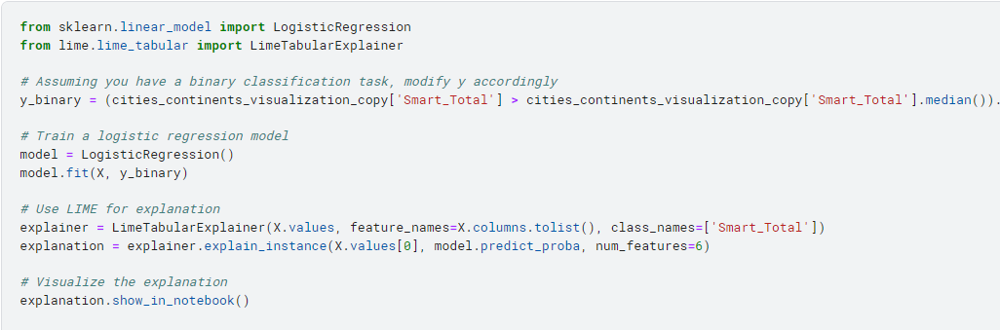 from sklearn.linear_model import LogisticRegression
from lime.lime_tabular import LimeTabularExplainer
# Assuming you have a binary classification task, modify y accordingly
y_binary = (cities_continents_visualization_copy['Smart_Total'] > cities_continents_visualization_copy['Smart_Total'].median()).
# Train a logistic regression model
model = LogisticRegression()
model.fit(X, y_binary)
# Use LIME for explanation
explainer = LimeTabularExplainer(X.values, feature_names=X.columns.tolist(), class_names=['Smart_Total'])
explanation = explainer.explain_instance(X.values[0], model.predict_proba, num_features=6)
# Visualize the explanation
explanation.show_in_notebook()